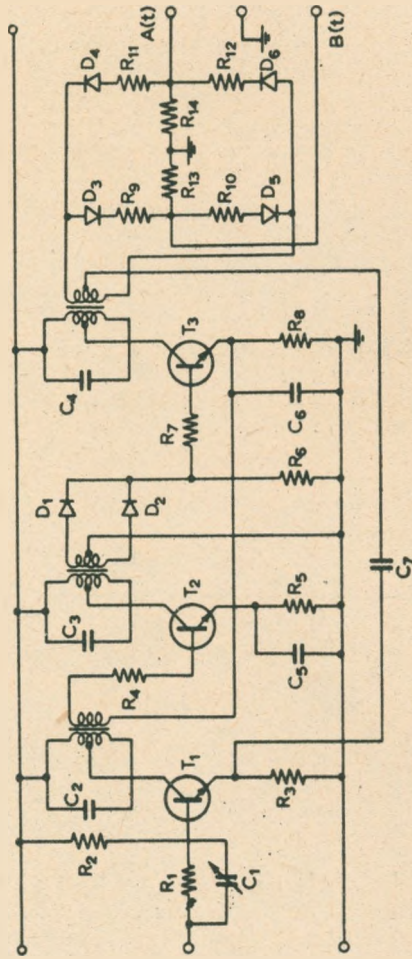 A(t)
B(t)
D₄
R₁₁
R₁₂
D₆
R₁₄
R₁₃
D₃
R₉
R₁₀
D₅
C₄
T₃
R₈
R₇
C₆
D₁
D₂
R₆
C₇
C₃
T₂
R₅
C₅
R₄
C₂
T₁
R₃
R₂
R₁
C₁